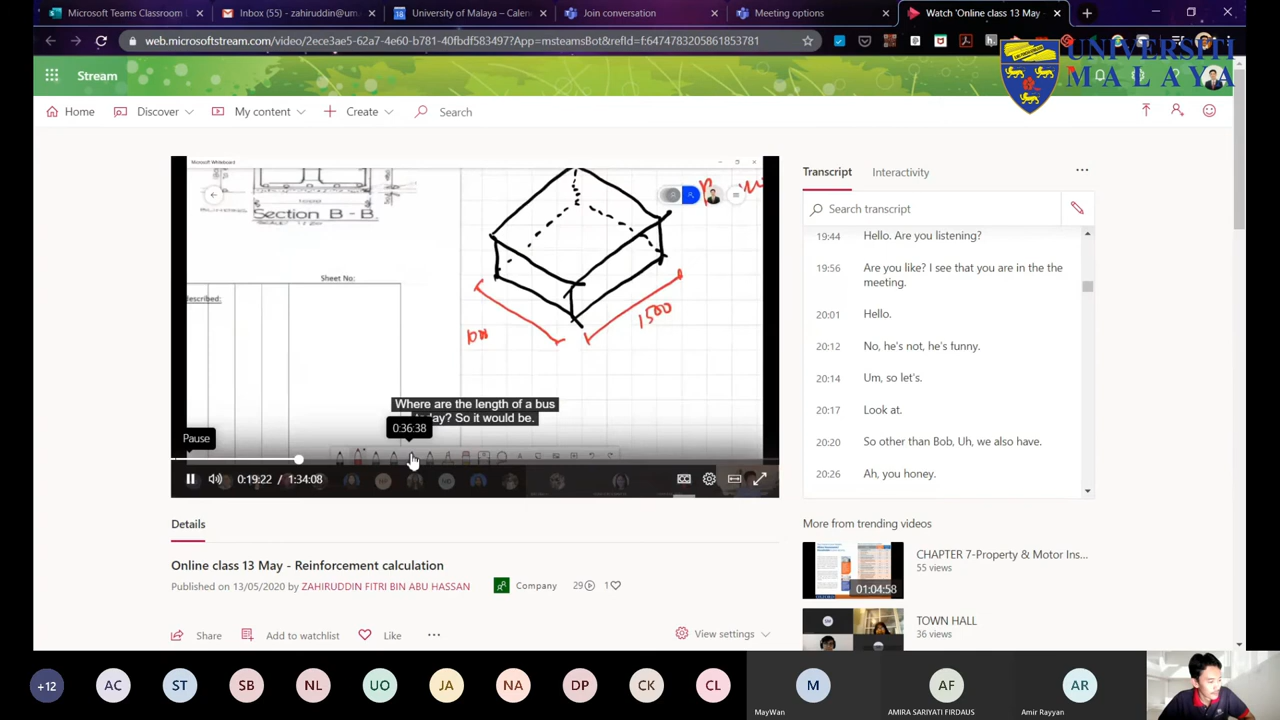 Microsoft Teams Classroom L
Inbox (55) - zahiruddin@um.
University of Malaya – Calen
Join conversation
Meeting options
Watch 'Online class 13 May -
web.microsoftstream.com/video/2ece3ae5-62a7-4e60-b781-40fbdf583497?App=msteamsBot&refId=f:6474783205861853781
UNIVERSITI
MALAYA
Stream
Home
Discover
My content
Create
Search
Microsoft Whiteboard
Section B - B
Sheet No:
described:
1500
Where are the length of a bus
today? So it would be.
0:36:38
Pause
0:19:22 / 1:34:08
Transcript
Interactivity
Search transcript
19:44 Hello. Are you listening?
19:56 Are you like? I see that you are in the the
meeting.
20:01 Hello.
20:12 No, he's not, he's funny.
20:14 Um, so let's.
20:17 Look at.
20:20 So other than Bob, Uh, we also have.
20:26 Ah, you honey.
Details
Online class 13 May - Reinforcement calculation
Published on 13/05/2020 by ZAHIRUDDIN FITRI BIN ABU HASSAN
Company
29
1
Share
Add to watchlist
Like
View settings
More from trending videos
CHAPTER 7-Property & Motor Ins...
55 views
01:04:58
TOWN HALL
36 views
+12
AC
ST
SB
NL
UO
JA
NA
DP
CK
CL
M
MayWan
AF
AMIRA SARIYATI FIRDAUS
AR
Amir Rayyan